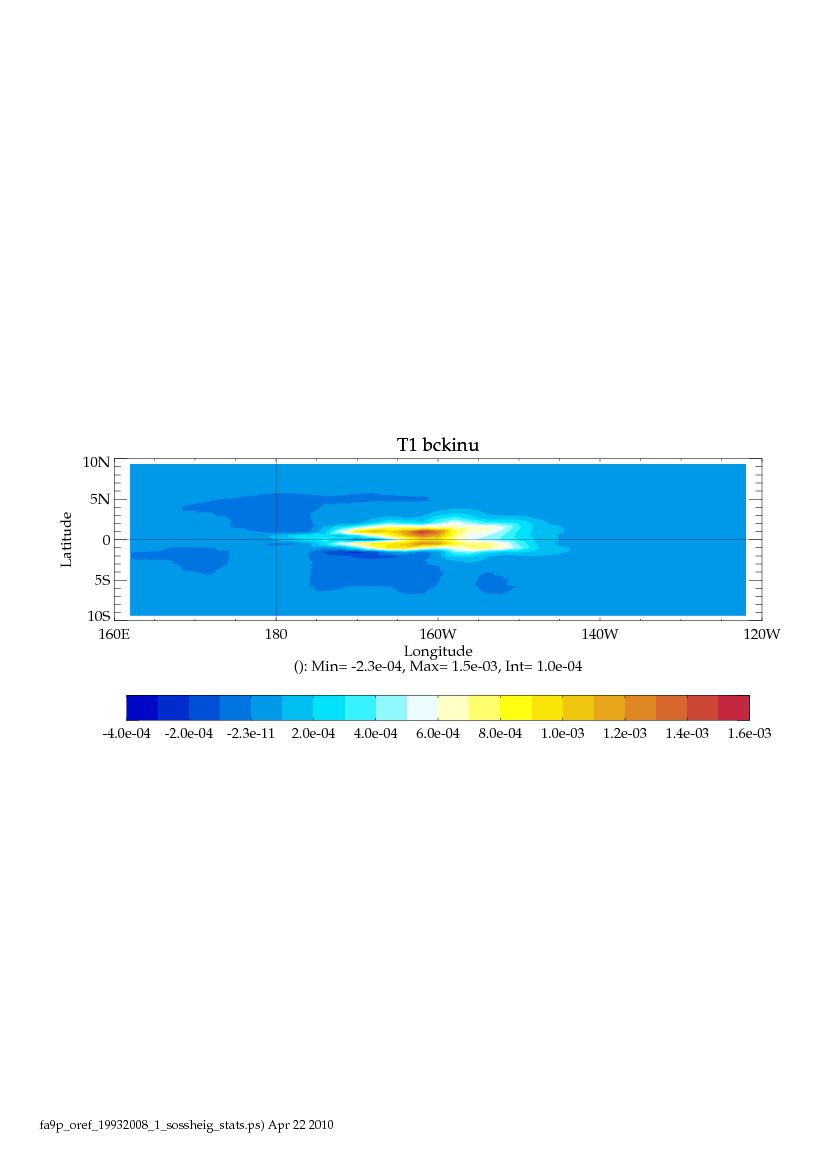 T1 bckinu
10N
5N
0
5S
10S
Latitude
160E 180 160W 140W 120W
Longitude
(): Min= -2.3e-04, Max= 1.5e-03, Int= 1.0e-04
-4.0e-04 -2.0e-04 -2.3e-11 2.0e-04 4.0e-04 6.0e-04 8.0e-04 1.0e-03 1.2e-03 1.4e-03 1.6e-03
fa9p_oref_19932008_1_sossheig_stats.ps) Apr 22 2010